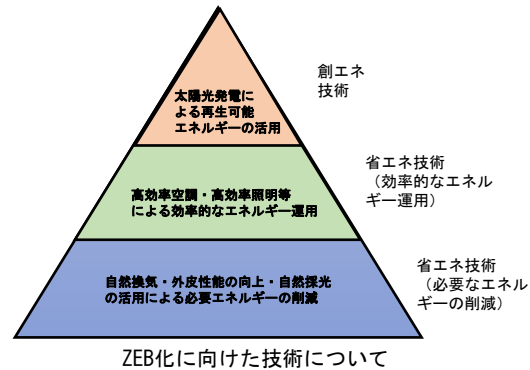 太陽光発電に
よる再生可能
エネルギーの活用
創エネ
技術
高効率空調・高効率照明等
による効率的なエネルギー運用
省エネ技術
（効率的なエネル
ギー運用）
自然換気・外皮性能の向上・自然採光
の活用による必要エネルギーの削減
省エネ技術
（必要なエネル
ギーの削減）
ZEB化に向けた技術について